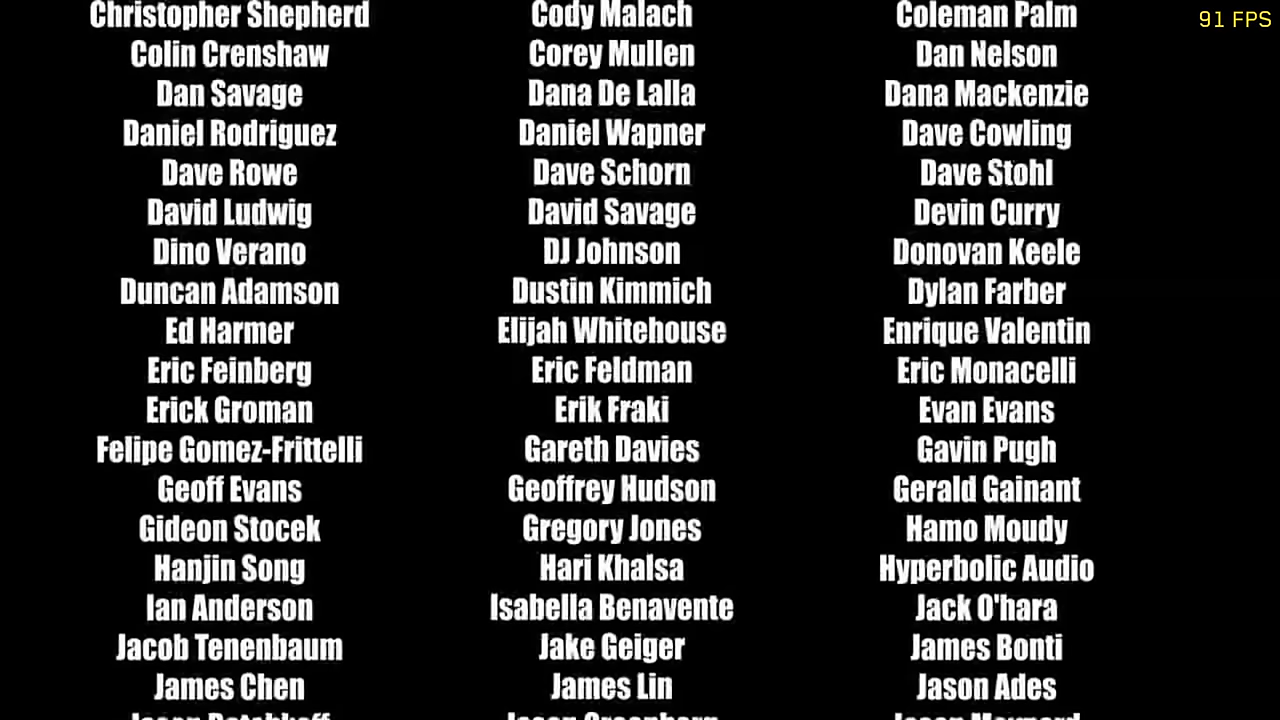 Christopher Shepherd Cody Malach Coleman Palm 91 FPS
Colin Crenshaw Corey Mullen Dan Nelson
Dan Savage Dana De Lalla Dana Mackenzie
Daniel Rodriguez Daniel Wapner Dave Cowling
Dave Rowe Dave Schorn Dave Stohl
David Ludwig David Savage Devin Curry
Dino Verano DJ Johnson Donovan Keele
Duncan Adamson Dustin Kimmich Dylan Farber
Ed Harmer Elijah Whitehouse Enrique Valentin
Eric Feinberg Eric Feldman Eric Monacelli
Erick Groman Erik Fraki Evan Evans
Felipe Gomez-Frittelli Gareth Davies Gavin Pugh
Geoff Evans Geoffrey Hudson Gerald Gainant
Gideon Stocek Gregory Jones Hamo Moudy
Hanjin Song Hari Khalsa Hyperbolic Audio
Ian Anderson Isabella Benavente Jack O'hara
Jacob Tenenbaum Jake Geiger James Bonti
James Chen James Lin Jason Ades